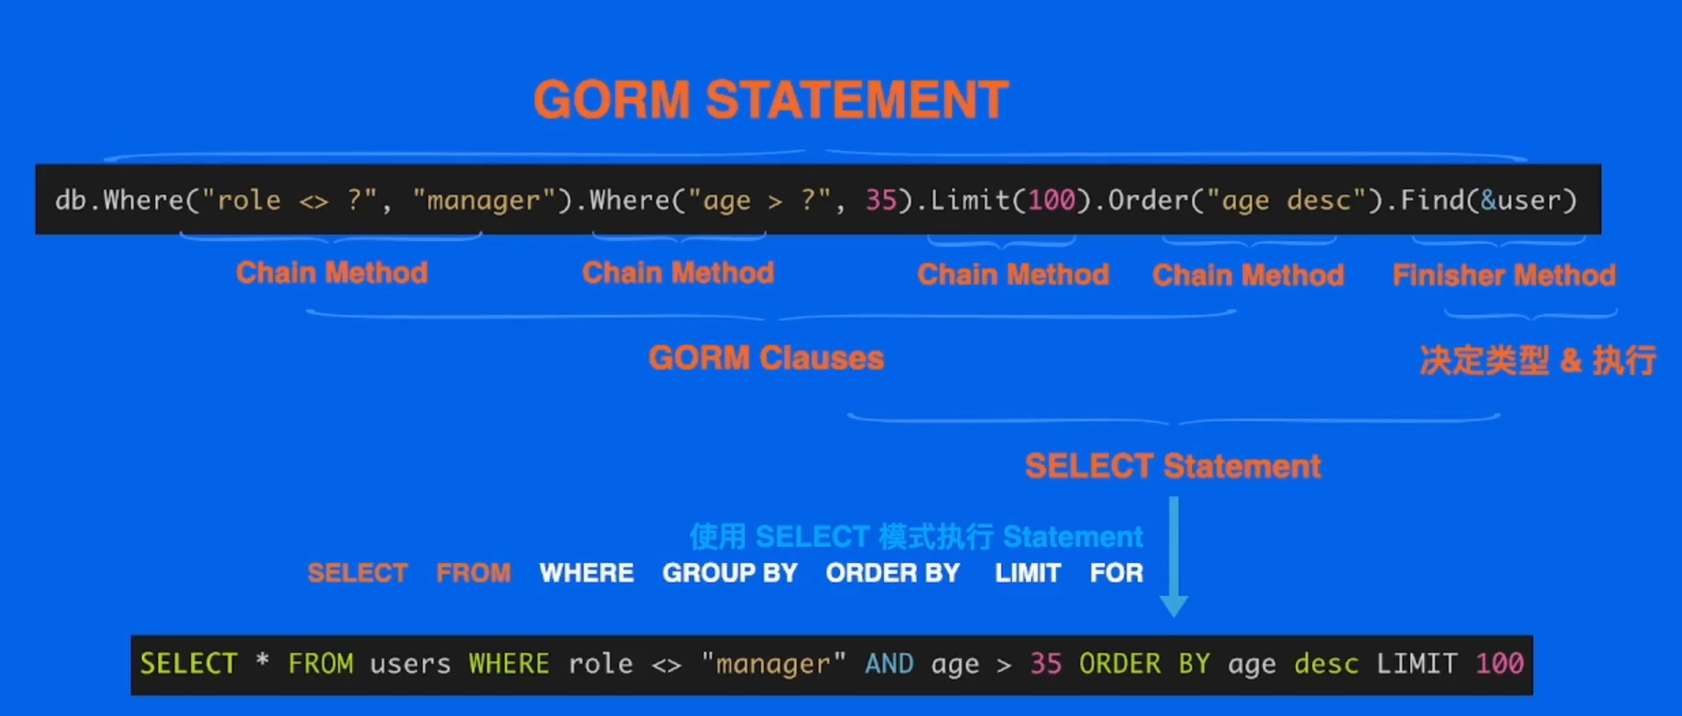 GORM STATEMENT
db.Where("role <> ?", "manager").Where("age > ?", 35).Limit(100).Order("age desc").Find(&user)
Chain Method Chain Method Chain Method Chain Method Finisher Method
GORM Clauses 决定类型 & 执行
SELECT Statement
使用 SELECT 模式执行 Statement
SELECT FROM WHERE GROUP BY ORDER BY LIMIT FOR
SELECT * FROM users WHERE role <> "manager" AND age > 35 ORDER BY age desc LIMIT 100